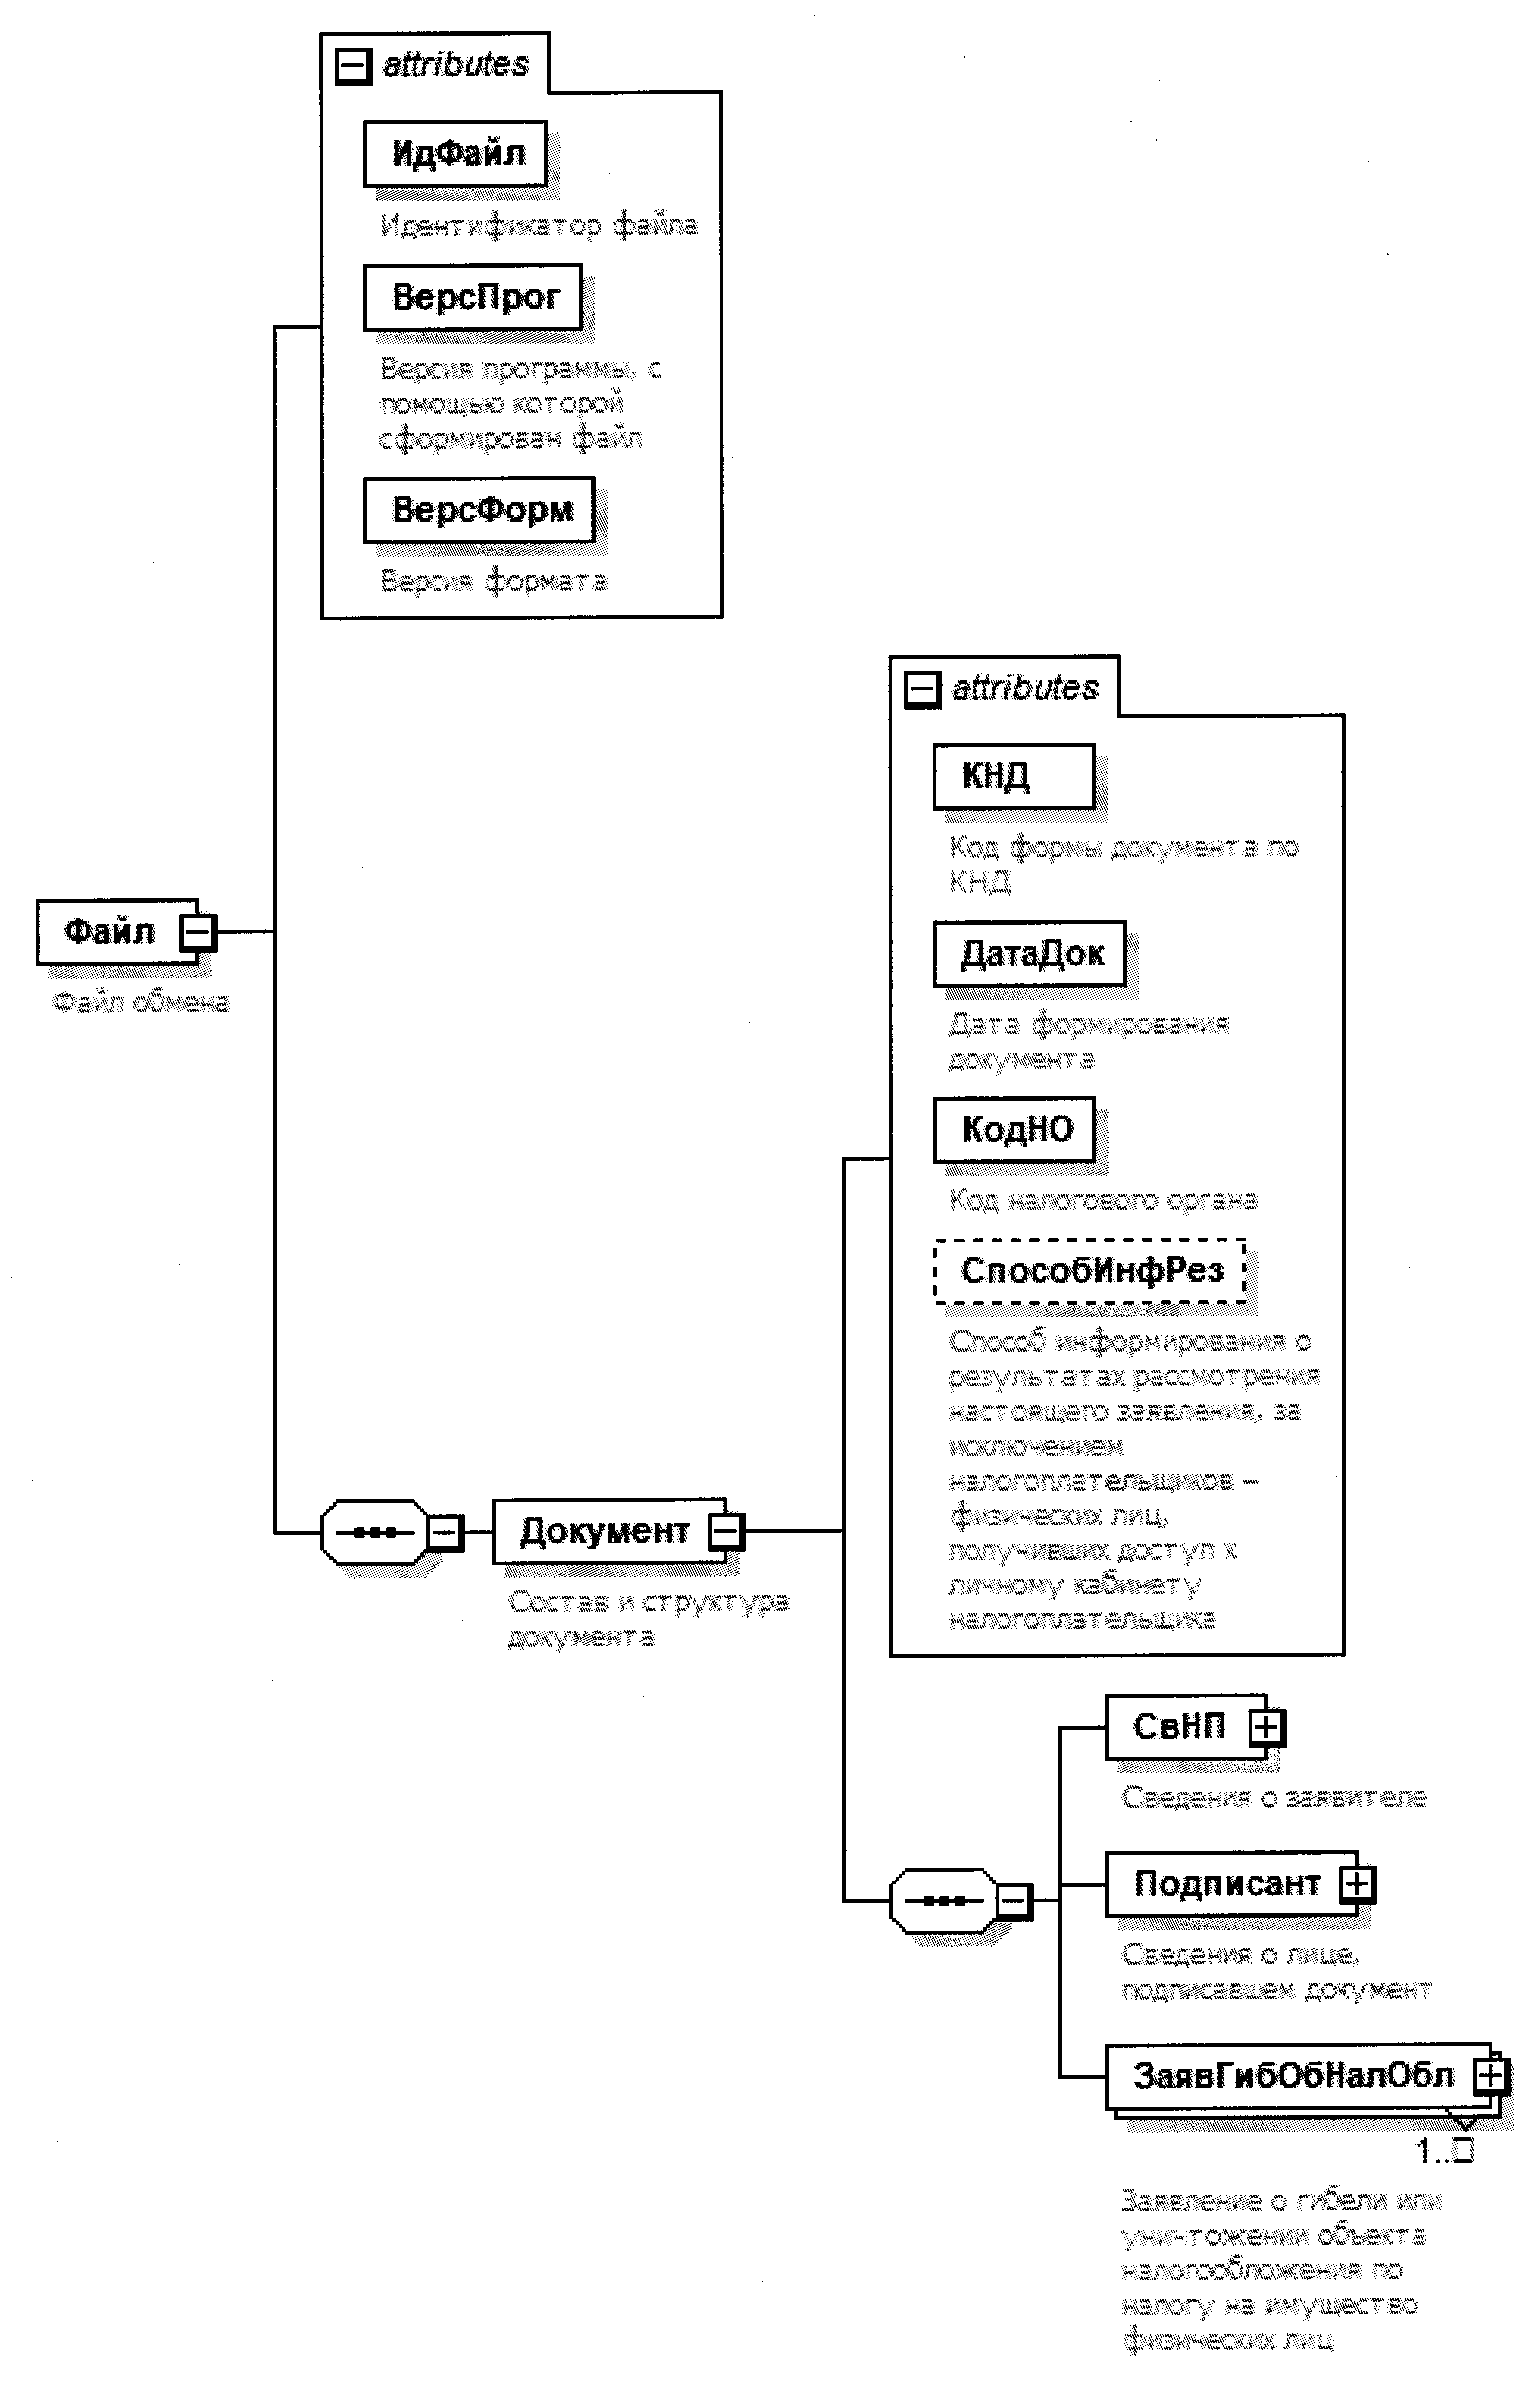 attributes
ИдФайл
Идентификатор файла
ВерсПрог
Версия программы, с
помощью которой
сформирован файл
ВерсФорм
Версия формата
Файл
Файл обмена
Документ
Состав и структура
документа
attributes
КНД
Код формы документа по
КНД
ДатаДок
Дата формирования
документа
КодНО
Код налогового органа
СпособИнфРез
Способ информирования о
результатах рассмотрения
настоящего заявления, за
исключением
налогоплательщиков –
физических лиц,
получивших доступ к
личному кабинету
налогоплательщика
СвНП
Сведения о заявителе
Подписант
Сведения о лице,
подписавшем документ
ЗаявГибОбНалОбл
1..□
Заявление о гибели или
уничтожении объекта
налогообложения по
налогу на имущество
физических лиц